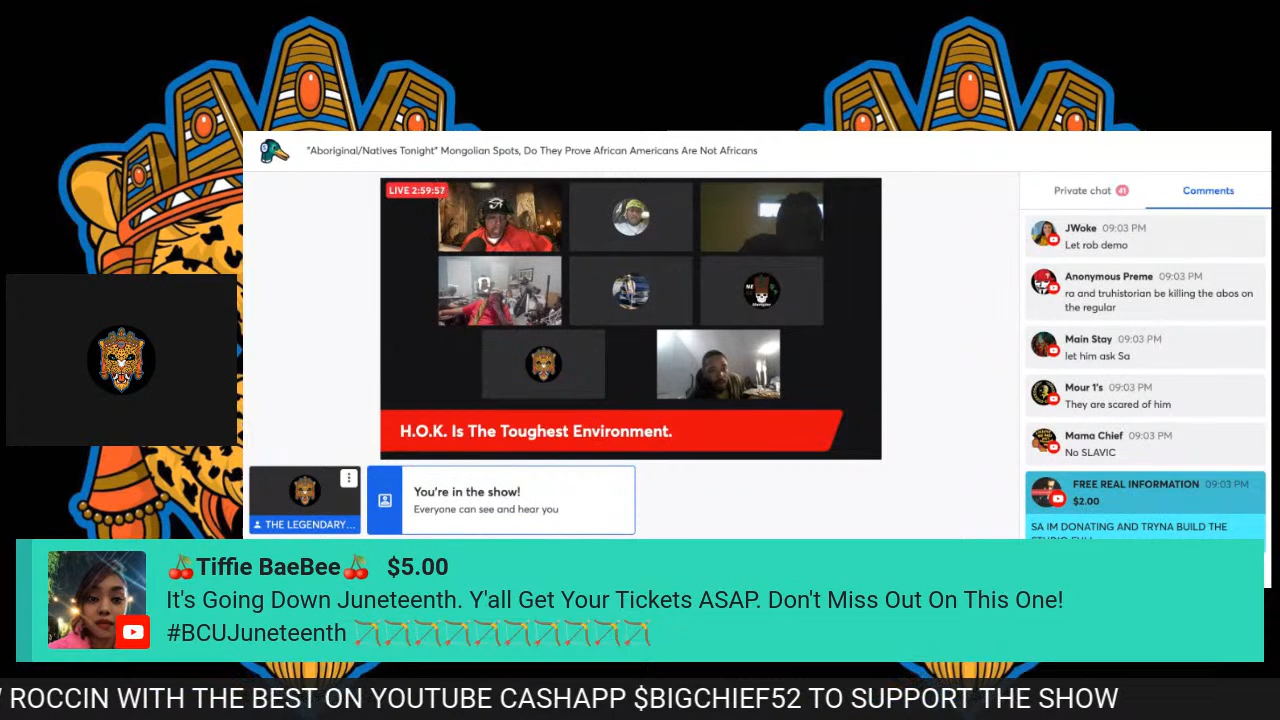 "Aboriginal/Natives Tonight" Mongolian Spots, Do They Prove African Americans Are Not Africans
LIVE 2:59:57
H.O.K. Is The Toughest Environment.
Private chat 41
Comments
JWoke 09:03 PM
Let rob demo
Anonymous Preme 09:03 PM
ra and truhistorian be killing the abos on
the regular
Main Stay 09:03 PM
let him ask Sa
Mour 1's 09:03 PM
They are scared of him
Mama Chief 09:03 PM
No SLAVIC
FREE REAL INFORMATION 09:03 PM
$2.00
SA IM DONATING AND TRYNA BUILD THE
THE LEGENDARY...
You're in the show!
Everyone can see and hear you
🍒Tiffie BaeBee🍒 $5.00
It's Going Down Juneteenth. Y'all Get Your Tickets ASAP. Don't Miss Out On This One!
#BCUJuneteenth 🏹🏹🏹🏹🏹🏹🏹🏹🏹🏹
ROCCIN WITH THE BEST ON YOUTUBE CASHAPP $BIGCHIEF52 TO SUPPORT THE SHOW